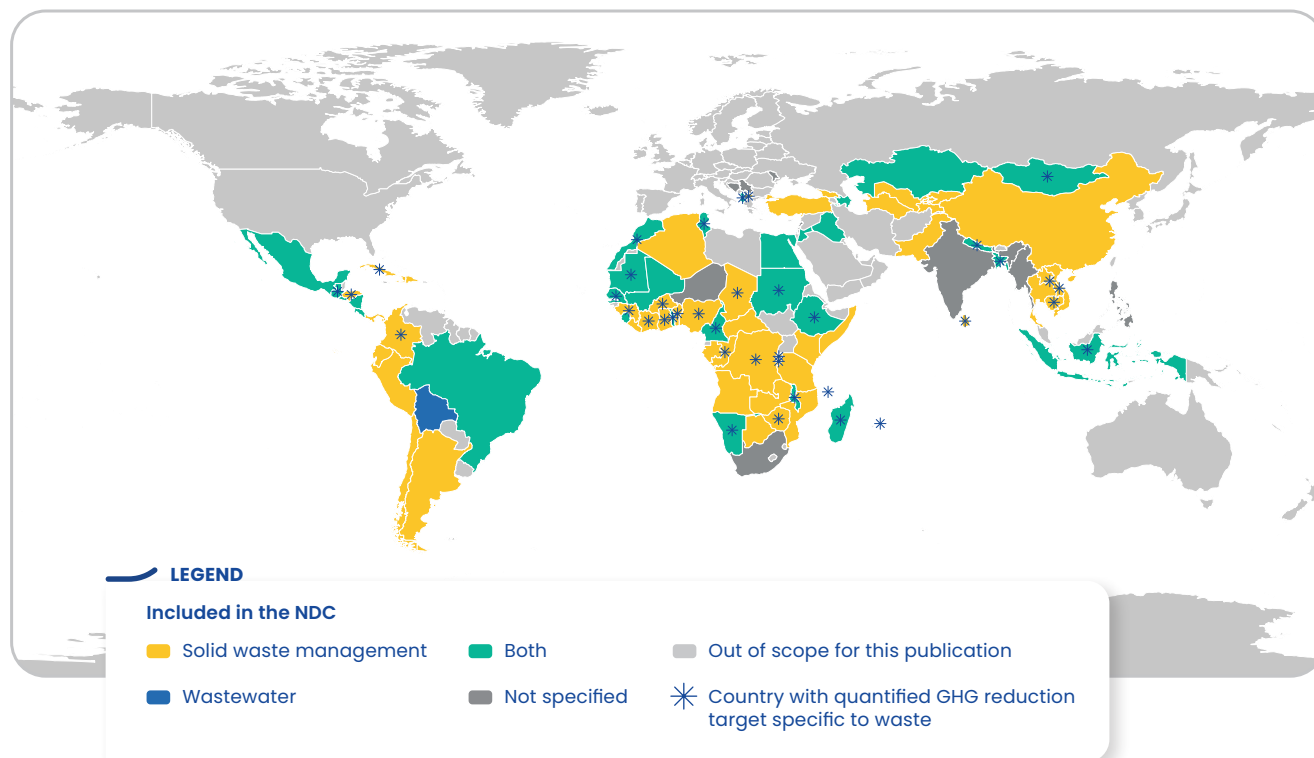 LEGEND
Included in the NDC
Solid waste management
Both
Out of scope for this publication
Wastewater
Not specified
Country with quantified GHG reduction
target specific to waste